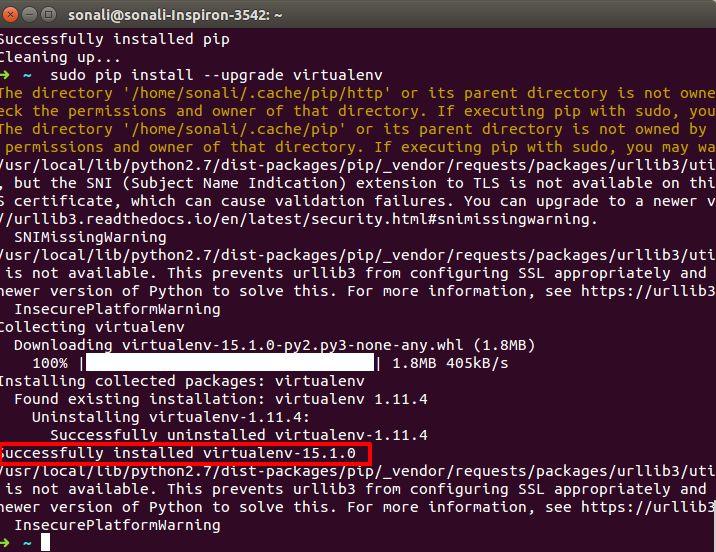 sonali@sonali-Inspiron-3542: ~
Successfully installed pip
Cleaning up...
➜ ~ sudo pip install --upgrade virtualenv
The directory '/home/sonali/.cache/pip/http' or its parent directory is not owne
eck the permissions and owner of that directory. If executing pip with sudo, you
The directory '/home/sonali/.cache/pip' or its parent directory is not owned by
permissions and owner of that directory. If executing pip with sudo, you may wa
/usr/local/lib/python2.7/dist-packages/pip/_vendor/requests/packages/urllib3/uti
, but the SNI (Subject Name Indication) extension to TLS is not available on thi
S certificate, which can cause validation failures. You can upgrade to a newer v
//urllib3.readthedocs.io/en/latest/security.html#snimissingwarning.
SNIMissingWarning
/usr/local/lib/python2.7/dist-packages/pip/_vendor/requests/packages/urllib3/uti
is not available. This prevents urllib3 from configuring SSL appropriately and
newer version of Python to solve this. For more information, see https://urllib3
InsecurePlatformWarning
Collecting virtualenv
Downloading virtualenv-15.1.0-py2.py3-none-any.whl (1.8MB)
100% |████████████████████████████████| 1.8MB 405kB/s
Installing collected packages: virtualenv
Found existing installation: virtualenv 1.11.4
Uninstalling virtualenv-1.11.4:
Successfully uninstalled virtualenv-1.11.4
Successfully installed virtualenv-15.1.0
/usr/local/lib/python2.7/dist-packages/pip/_vendor/requests/packages/urllib3/uti
is not available. This prevents urllib3 from configuring SSL appropriately and
newer version of Python to solve this. For more information, see https://urllib3
InsecurePlatformWarning
➜ ~